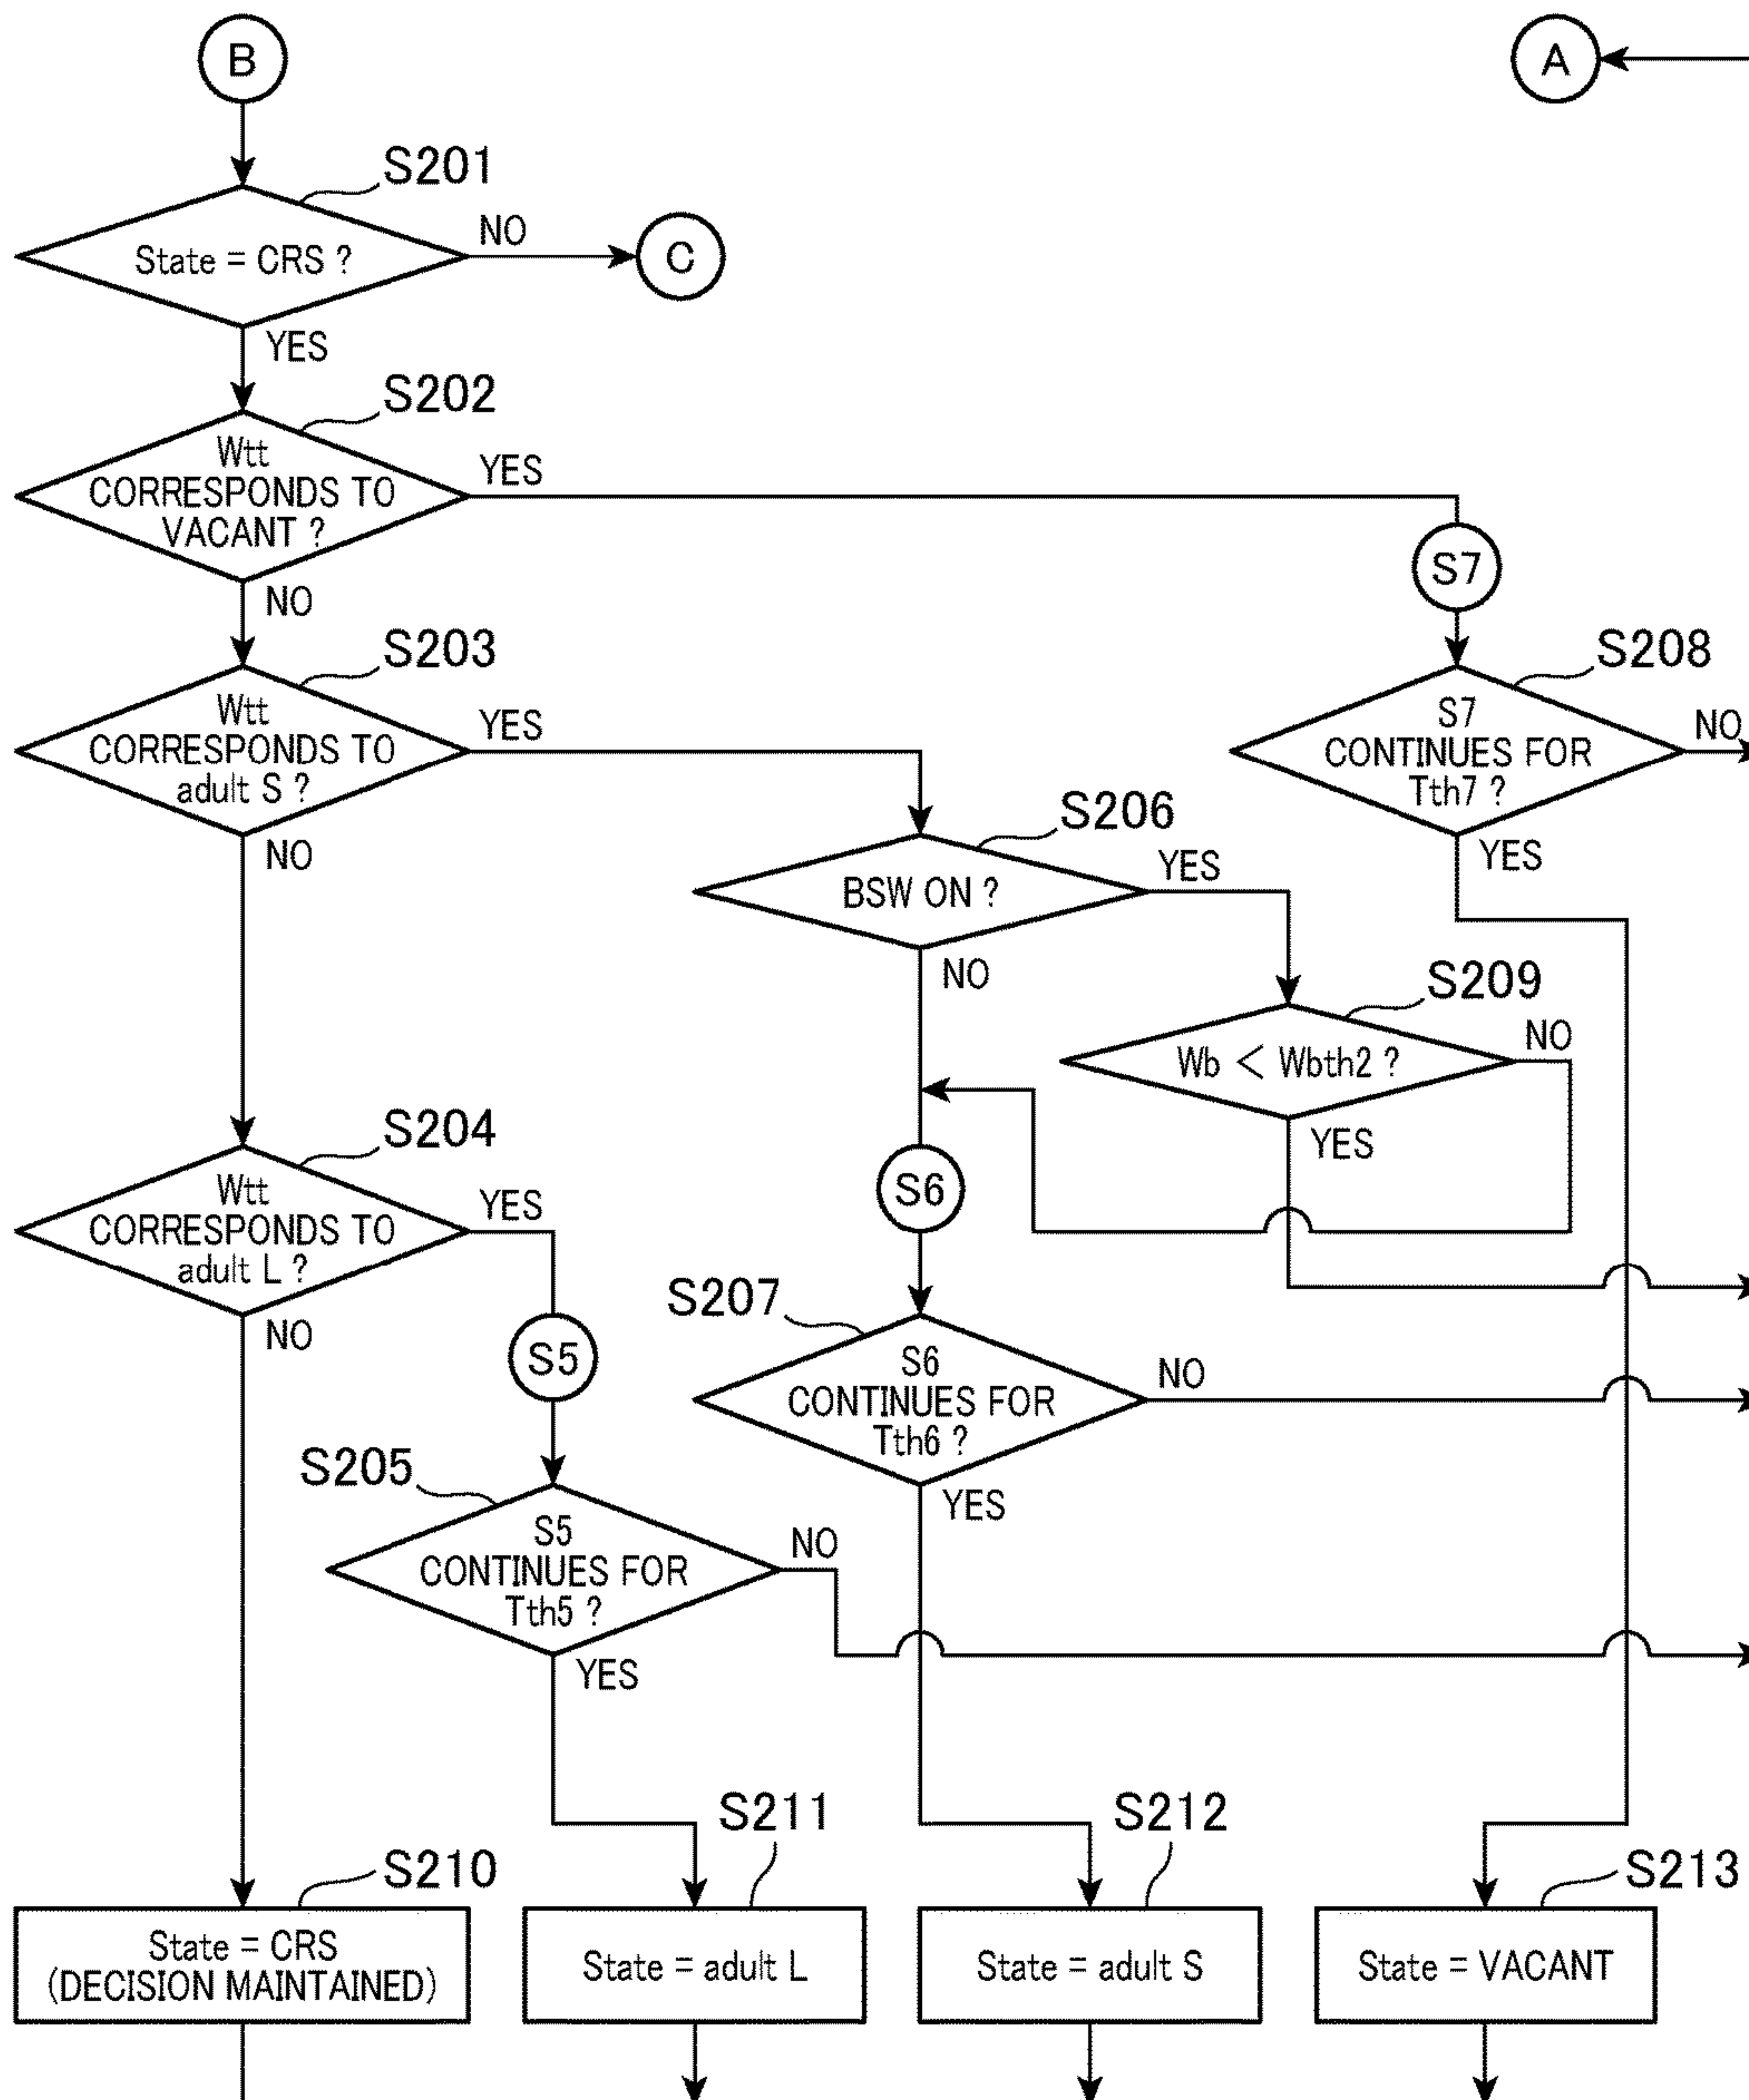 B
A
S201
State = CRS ?
NO
C
YES
S202
Wtt
CORRESPONDS TO
VACANT ?
YES
NO
S7
S203
Wtt
CORRESPONDS TO
adult S ?
YES
NO
S208
S7
CONTINUES FOR
Tth7 ?
NO
YES
S206
BSW ON ?
YES
NO
S209
Wb < Wbth2 ?
NO
YES
S204
Wtt
CORRESPONDS TO
adult L ?
YES
NO
S6
S5
S207
S6
CONTINUES FOR
Tth6 ?
NO
YES
S205
S5
CONTINUES FOR
Tth5 ?
NO
YES
S210
State = CRS
(DECISION MAINTAINED)
S211
State = adult L
S212
State = adult S
S213
State = VACANT